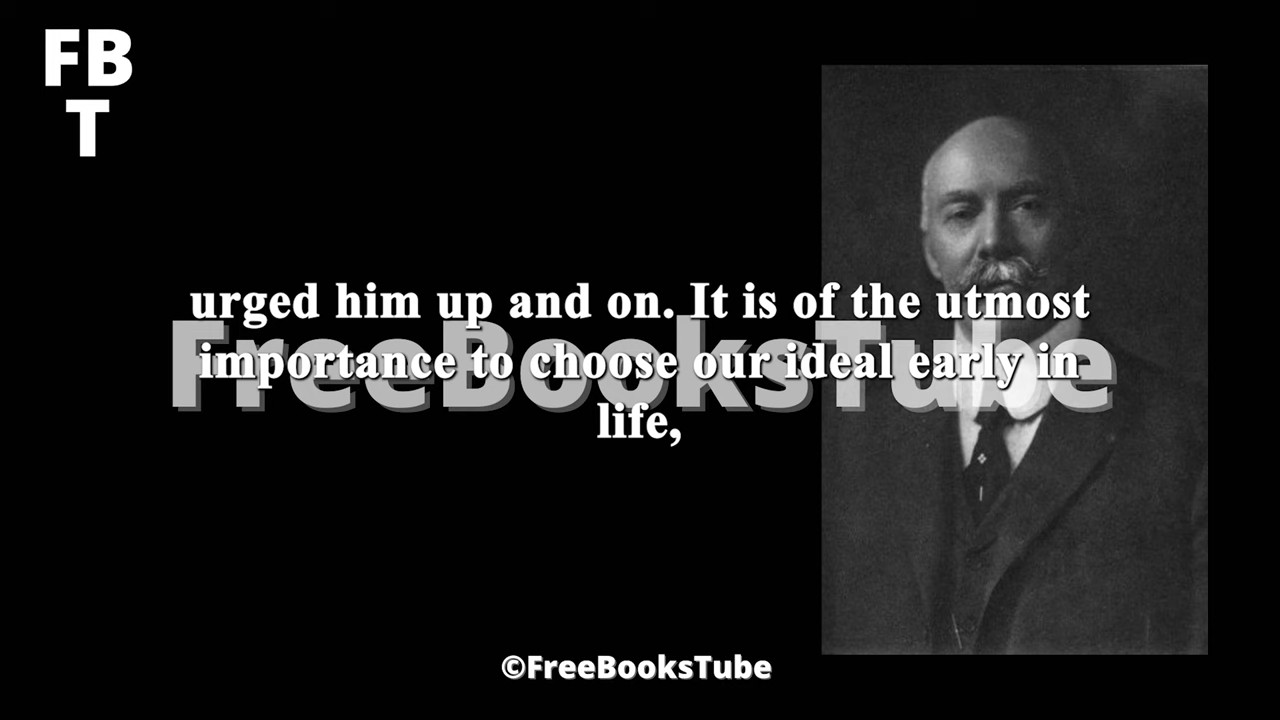 FB
T
urged him up and on. It is of the utmost
importance to choose our ideal early in
life,
FreeBooksTube
©FreeBooksTube